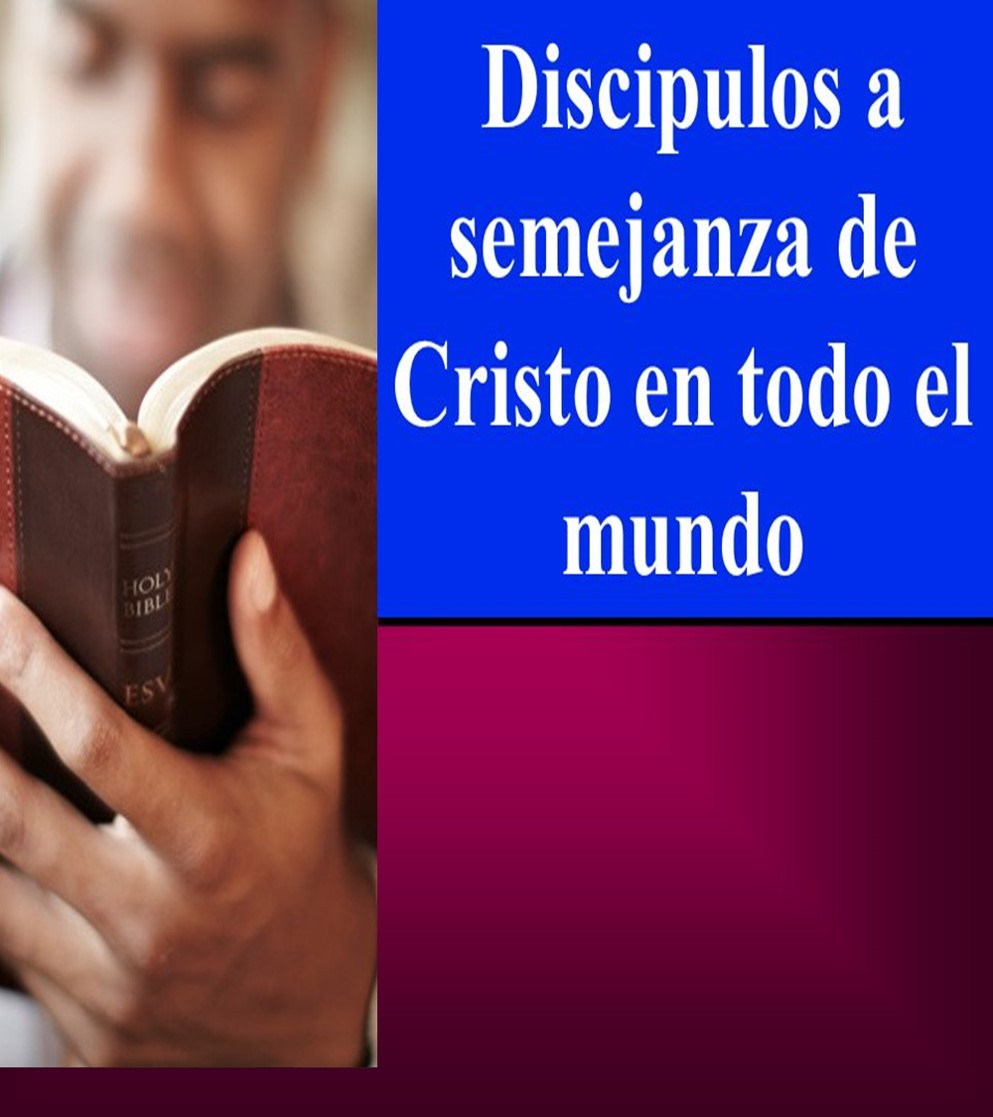 Discipulos a
semejanza de
Cristo en todo el
mundo
HOLY
BIBLE
ESV